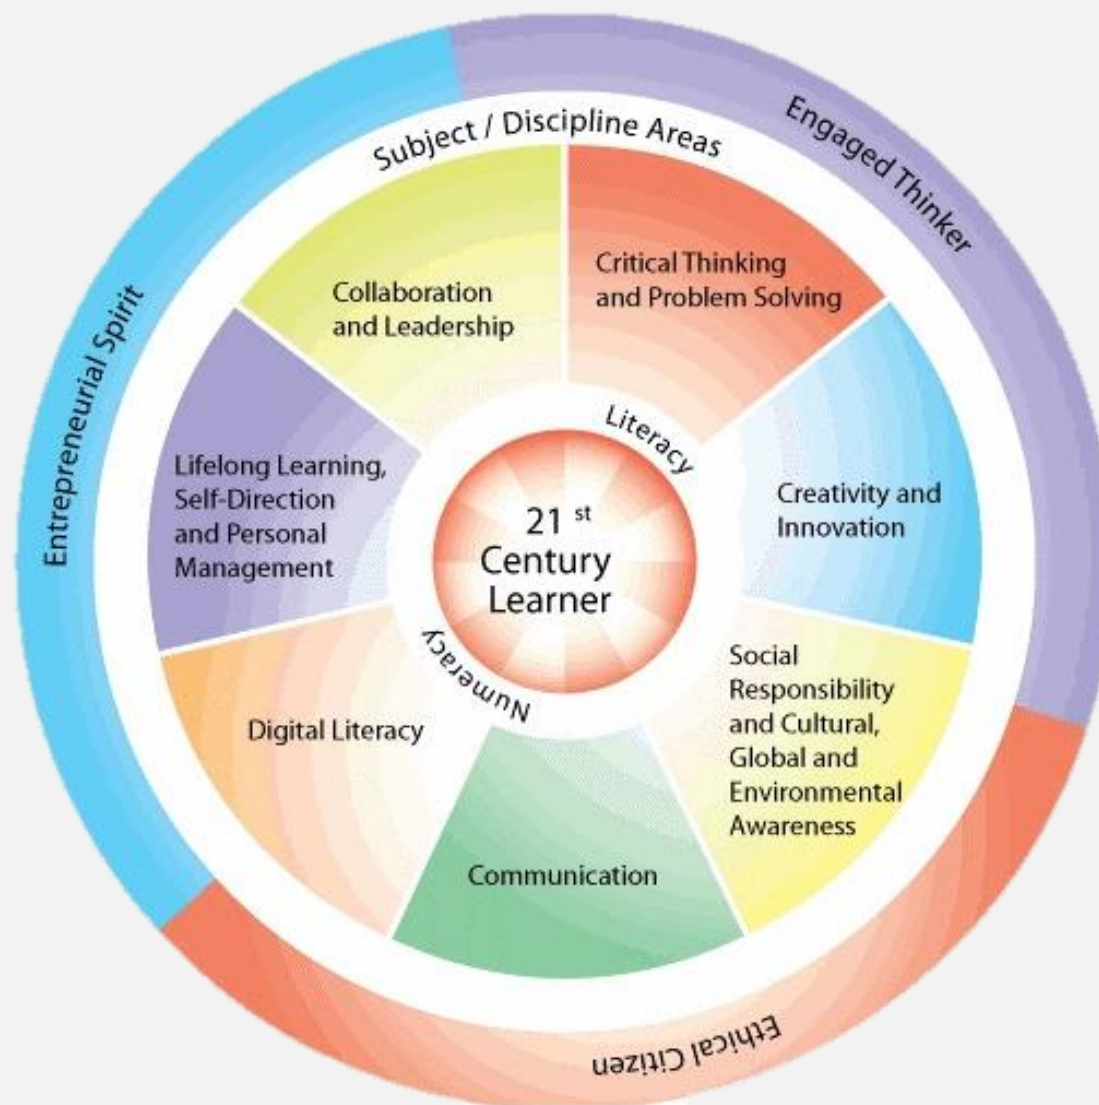 Engaged Thinker
Subject / Discipline Areas
Entrepreneurial Spirit
Collaboration
and Leadership
Critical Thinking
and Problem Solving
Literacy
Lifelong Learning,
Self-Direction
and Personal
Management
21 st
Century
Learner
Creativity and
Innovation
Numeracy
Digital Literacy
Social
Responsibility
and Cultural,
Global and
Environmental
Awareness
Communication
Ethical Citizen